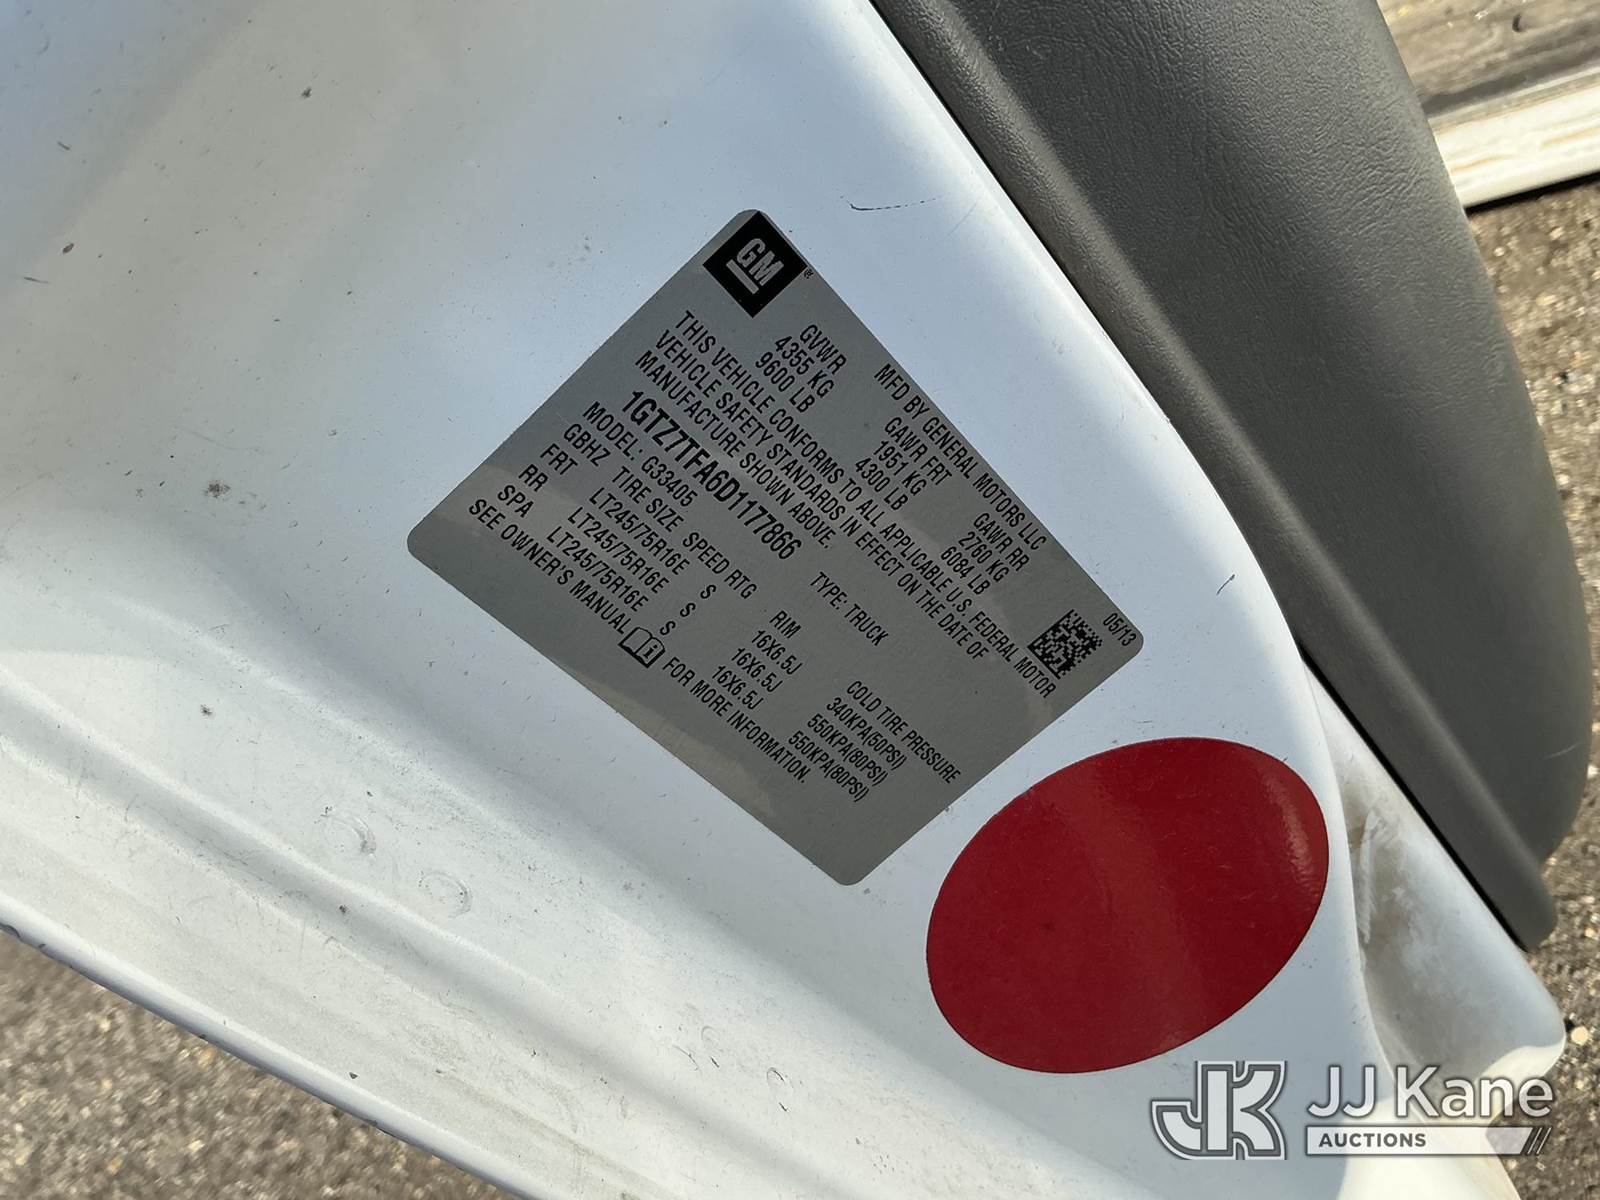 GM
MFD BY GENERAL MOTORS LLC
GVWR GAWR FRT GAWR RR
4355 KG 1951 KG 2760 KG
9600 LB 4300 LB 6084 LB
05/13
THIS VEHICLE CONFORMS TO ALL APPLICABLE U.S. FEDERAL MOTOR
VEHICLE SAFETY STANDARDS IN EFFECT ON THE DATE OF
MANUFACTURE SHOWN ABOVE.
1GTZ7TFA6D1177866 TYPE: TRUCK
MODEL: G33405
GBHZ TIRE SIZE SPEED RTG RIM COLD TIRE PRESSURE
FRT LT245/75R16E S 16X6.5J 340KPA(50PSI)
RR LT245/75R16E S 16X6.5J 550KPA(80PSI)
SPA LT245/75R16E S 16X6.5J 550KPA(80PSI)
SEE OWNER'S MANUAL FOR MORE INFORMATION.
JK JJ Kane
AUCTIONS